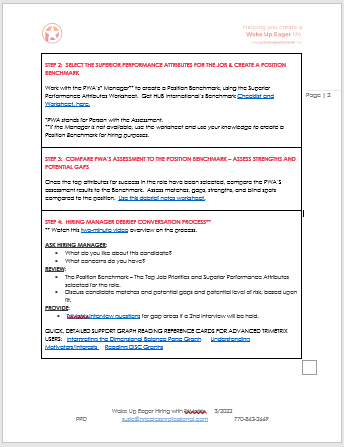 Helping you create a
Wake Up Eager life
STEP 2: SELECT THE SUPERIOR PERFORMANCE ATTRIBUTES FOR THE JOB & CREATE A POSITION
BENCHMARK
Work with PWA's Manager** to create a Position Benchmark, using the Superior
Performance Attributes Worksheet. Get HUB International's Benchmark Checklist and
Worksheet, here.
Page | 2
*PWA stands for Person with the Assessment.
**If the Manager is not available, use the worksheet and use your knowledge to create a
Position Benchmark for hiring purposes.
STEP 3: COMPARE PWA'S ASSESSMENT TO THE POSITION BENCHMARK – ASSESS STRENGTHS AND
POTENTIAL GAPS
Once the top attributes for success in the role have been selected, compare the PWA'S
assessment results to the Benchmark. Assess matches, gaps, strengths, and blind spots
compared to the position. Use this debrief notes worksheet.
STEP 4: HIRING MANAGER DEBRIEF CONVERSATION PROCESS**
** Watch this two-minute video overview on the process.
ASK HIRING MANAGER:
• What do you like about this candidate?
• What concerns do you have?
REVIEW:
• The Position Benchmark – The Top Job Priorities and Superior Performance Attributes
selected for the role.
• Discuss candidate matches and potential gaps and potential level of risk, based upon
fit.
PROVIDE:
• TriMetrix interview questions for gap areas if a 2nd interview will be held.
QUICK, DETAILED SUPPORT GRAPH READING REFERENCE CARDS FOR ADVANCED TRIMETRIX
USERS: Interpreting the Dimensional Balance Page Graph Understanding
Motivators/Interests Reading DISC Graphs
Wake Up Eager Hiring with TriMetrix 5/2022
PPD